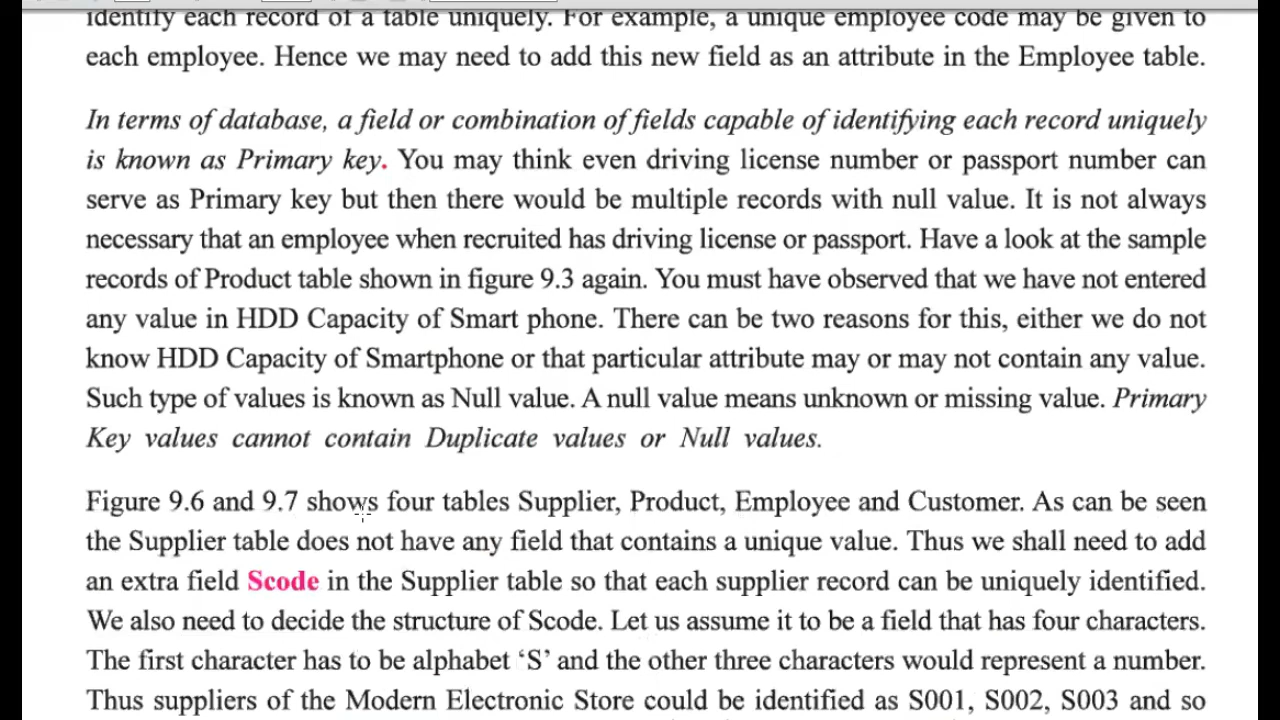 identify each record of a table uniquely. For example, a unique employee code may be given to
each employee. Hence we may need to add this new field as an attribute in the Employee table.
In terms of database, a field or combination of fields capable of identifying each record uniquely
is known as Primary key. You may think even driving license number or passport number can
serve as Primary key but then there would be multiple records with null value. It is not always
necessary that an employee when recruited has driving license or passport. Have a look at the sample
records of Product table shown in figure 9.3 again. You must have observed that we have not entered
any value in HDD Capacity of Smart phone. There can be two reasons for this, either we do not
know HDD Capacity of Smartphone or that particular attribute may or may not contain any value.
Such type of values is known as Null value. A null value means unknown or missing value. Primary
Key values cannot contain Duplicate values or Null values.
Figure 9.6 and 9.7 shows four tables Supplier, Product, Employee and Customer. As can be seen
the Supplier table does not have any field that contains a unique value. Thus we shall need to add
an extra field Scode in the Supplier table so that each supplier record can be uniquely identified.
We also need to decide the structure of Scode. Let us assume it to be a field that has four characters.
The first character has to be alphabet ‘S’ and the other three characters would represent a number.
Thus suppliers of the Modern Electronic Store could be identified as S001, S002, S003 and so